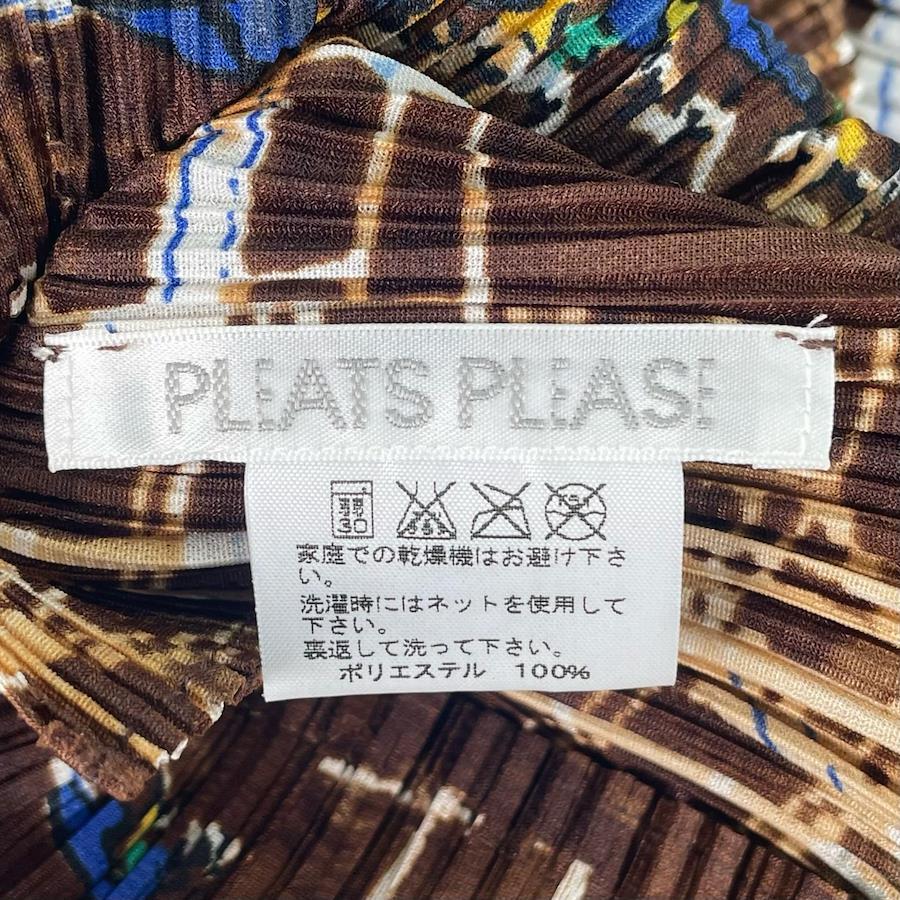 PLEATS PLEASE
弱
30
家庭での乾燥機はお避け下さ
い。
洗濯時にはネットを使用して
下さい。
裏返して洗って下さい。
ポリエステル 100%